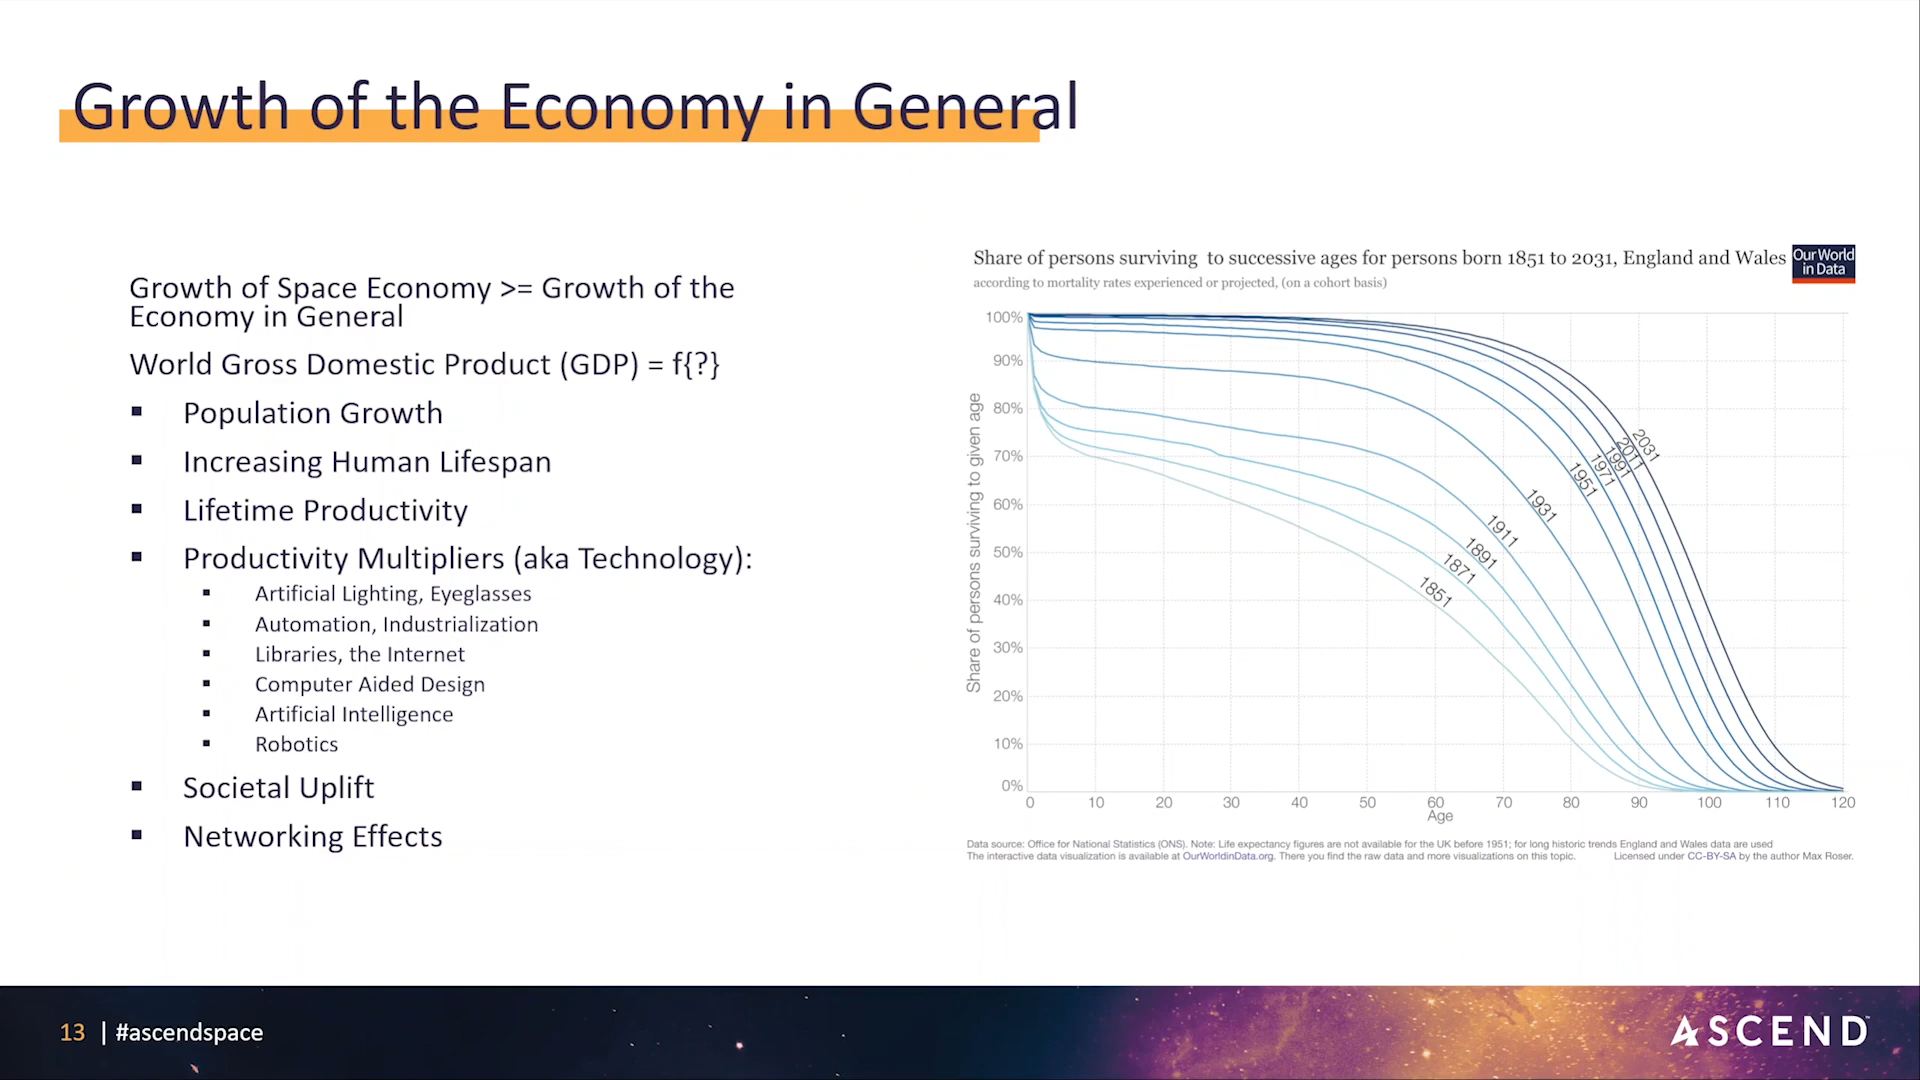 Growth of the Economy in General
Growth of Space Economy >= Growth of the
Economy in General
World Gross Domestic Product (GDP) = f{?}
▪ Population Growth
▪ Increasing Human Lifespan
▪ Lifetime Productivity
▪ Productivity Multipliers (aka Technology):
▪ Artificial Lighting, Eyeglasses
▪ Automation, Industrialization
▪ Libraries, the Internet
▪ Computer Aided Design
▪ Artificial Intelligence
▪ Robotics
▪ Societal Uplift
▪ Networking Effects
Share of persons surviving to successive ages for persons born 1851 to 2031, England and Wales
Our World
in Data
according to mortality rates experienced or projected, (on a cohort basis)
Share of persons surviving to given age
100%
90%
80%
70%
60%
50%
40%
30%
20%
10%
0%
2031
2011
1991
1971
1951
1931
1911
1891
1871
1851
0 10 20 30 40 50 60 70 80 90 100 110 120
Age
Data source: Office for National Statistics (ONS). Note: Life expectancy figures are not available for the UK before 1951; for long historic trends England and Wales data are used
The interactive data visualization is available at OurWorldinData.org. There you find the raw data and more visualizations on this topic. Licensed under CC-BY-SA by the author Max Roser.
13 | #ascendspace
ASCEND